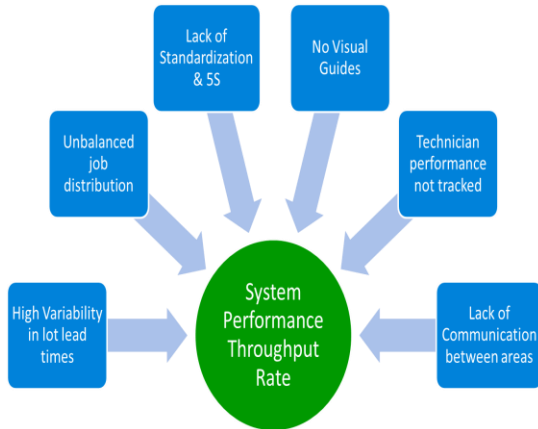 Lack of
Standardization
& 5S
No Visual
Guides
Unbalanced
job
distribution
Technician
performance
not tracked
High Variability
in lot lead
times
System
Performance
Throughput
Rate
Lack of
Communication
between areas